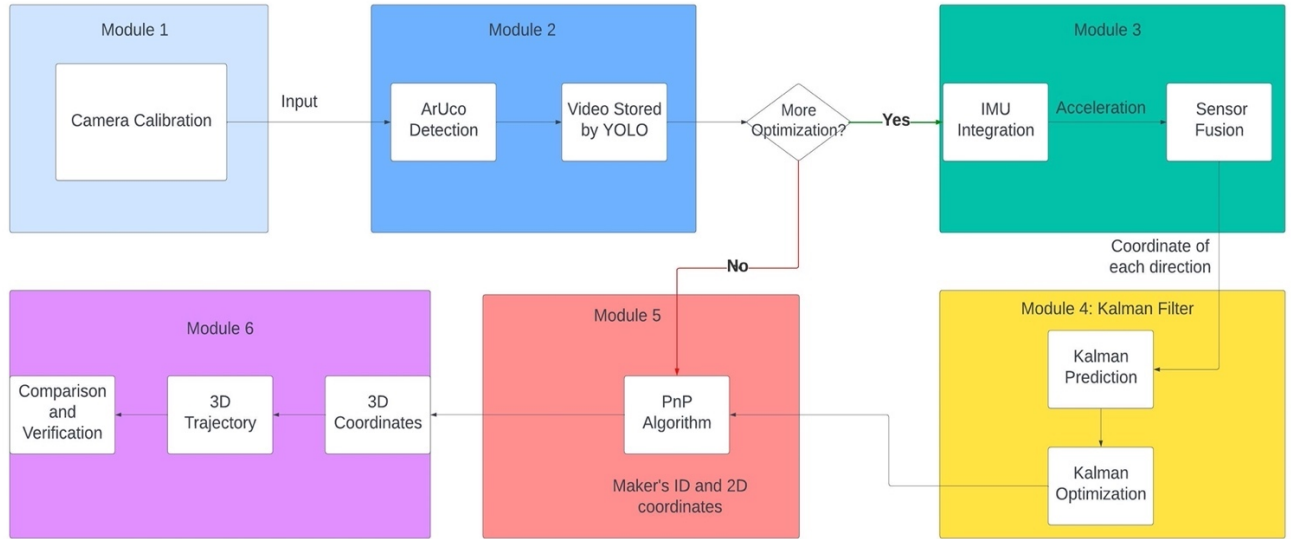 Module 1
Camera Calibration
Input
Module 2
ArUco
Detection
Video Stored
by YOLO
More
Optimization?
Yes
No
Module 3
IMU
Integration
Acceleration
Sensor
Fusion
Coordinate of
each direction
Module 4: Kalman Filter
Kalman
Prediction
Kalman
Optimization
Module 5
PnP
Algorithm
Maker's ID and 2D
coordinates
Module 6
3D
Coordinates
3D
Trajectory
Comparison
and
Verification